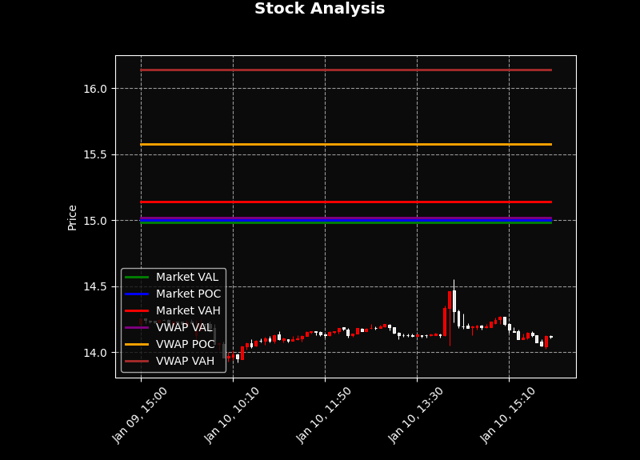 Stock Analysis
Price
16.0
15.5
15.0
14.5
14.0
Market VAL
Market POC
Market VAH
VWAP VAL
VWAP POC
VWAP VAH
Jan 09, 15:00
Jan 10, 10:10
Jan 10, 11:50
Jan 10, 13:30
Jan 10, 15:10